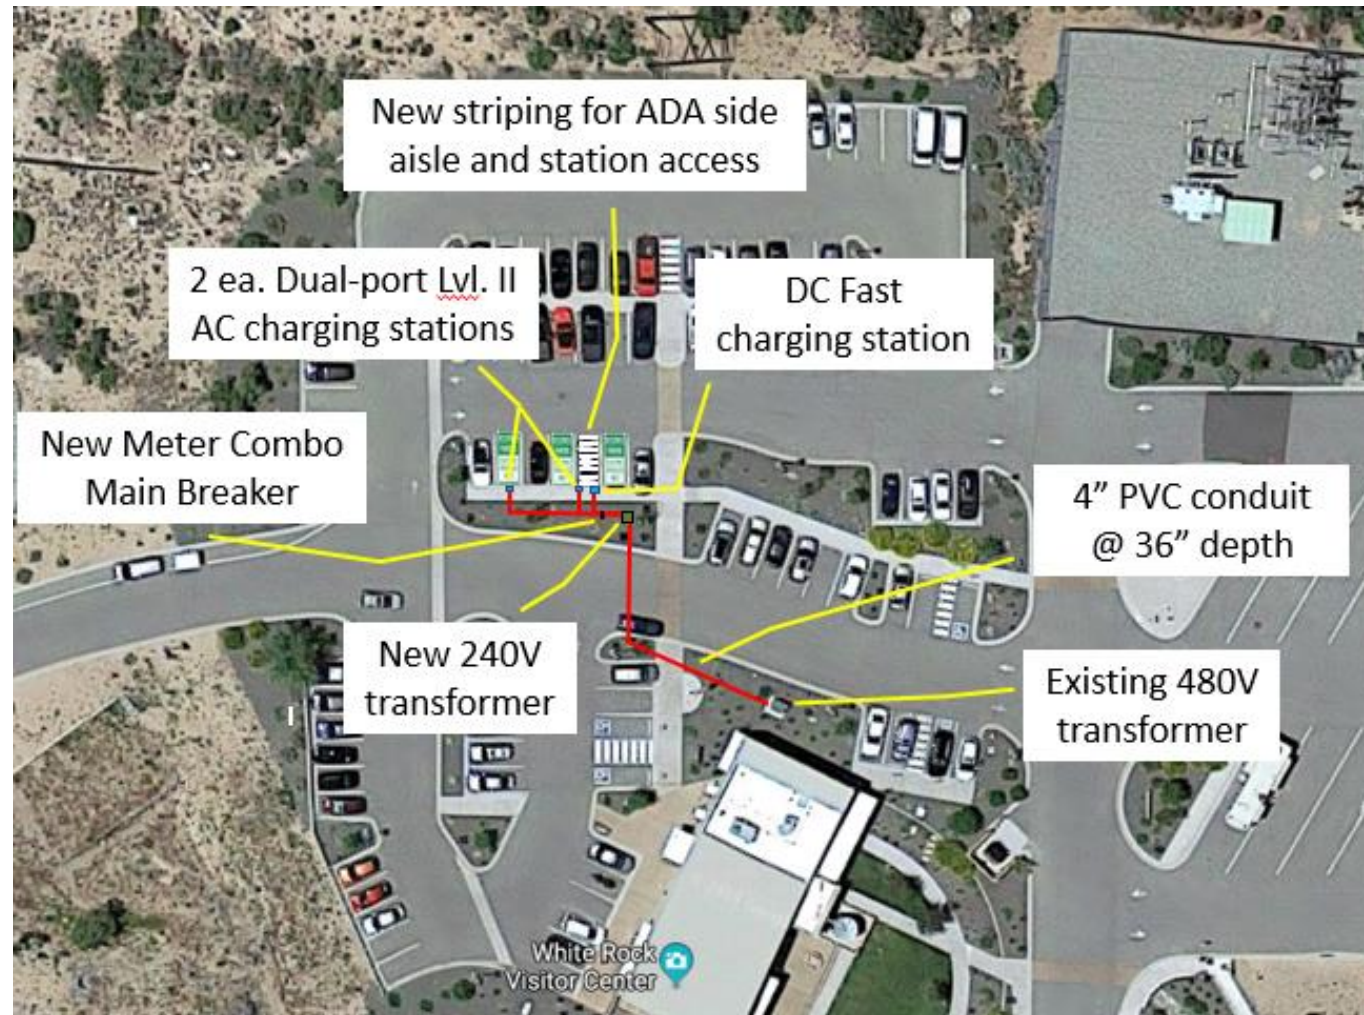 New striping for ADA side
aisle and station access
2 ea. Dual-port Lvl. II
AC charging stations
DC Fast
charging station
New Meter Combo
Main Breaker
4” PVC conduit
@ 36” depth
New 240V
transformer
Existing 480V
transformer
White Rock
Visitor Center